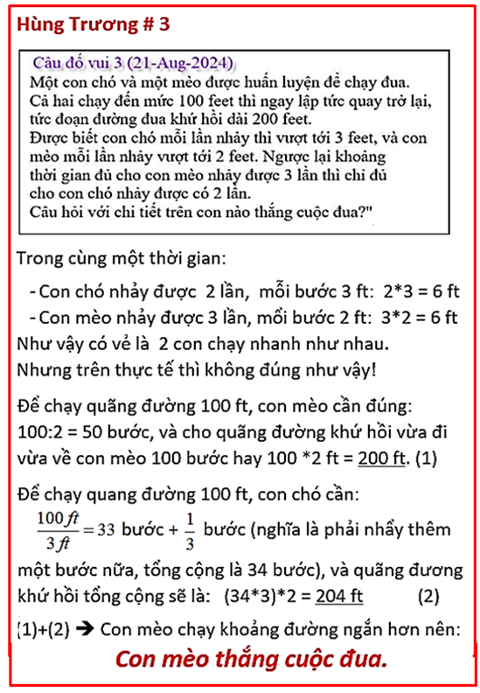 Hùng Trương # 3
Câu đố vui 3 (21-Aug-2024)
Một con chó và một mèo được huấn luyện để chạy đua.
Cả hai chạy đến mức 100 feet thì ngay lập tức quay trở lại,
tức đoạn đường đua khứ hồi dài 200 feet.
Được biết con chó mỗi lần nhảy thì vượt tới 3 feet, và con
mèo mỗi lần nhảy vượt tới 2 feet. Ngược lại khoảng
thời gian đủ cho con mèo nhảy được 3 lần thì chỉ đủ
cho con chó nhảy được có 2 lần.
Câu hỏi với chi tiết trên con nào thắng cuộc đua?"
Trong cùng một thời gian:
- Con chó nhảy được 2 lần, mỗi bước 3 ft: 2*3 = 6 ft
- Con mèo nhảy được 3 lần, mổi bước 2 ft: 3*2 = 6 ft
Như vậy có vẻ là 2 con chạy nhanh như nhau.
Nhưng trên thực tế thì không đúng như vậy!
Để chạy quãng đường 100 ft, con mèo cần đúng:
100:2 = 50 bước, và cho quãng đường khứ hồi vừa đi
vừa về con mèo 100 bước hay 100 *2 ft = 200 ft. (1)
Để chạy quang đường 100 ft, con chó cần:
100 ft / 3 ft = 33 bước + 1/3 bước (nghĩa là phải nhẩy thêm
một bước nữa, tổng cộng là 34 bước), và quãng đương
khứ hồi tổng cộng sẽ là: (34*3)*2 = 204 ft (2)
(1)+(2) ➔ Con mèo chạy khoảng đường ngắn hơn nên:
Con mèo thắng cuộc đua.